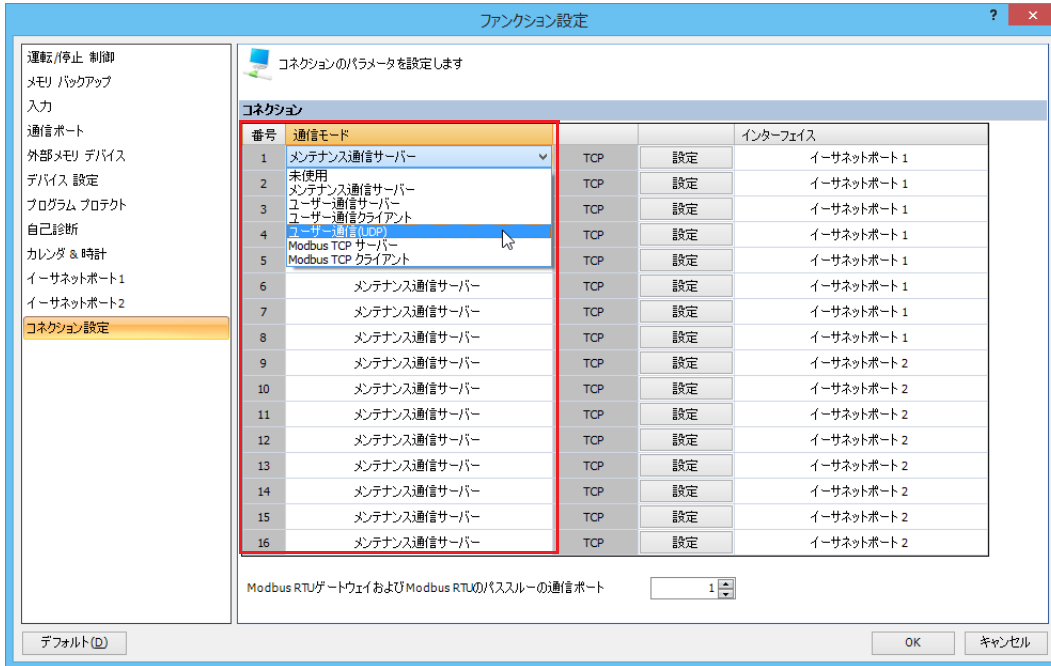 ファンクション設定
? ×
運転/停止 制御
メモリ バックアップ
入力
通信ポート
外部メモリ デバイス
デバイス 設定
プログラム プロテクト
自己診断
カレンダ & 時計
イーサネットポート1
イーサネットポート2
コネクション設定
コネクションのパラメータを設定します
コネクション
番号 通信モード インターフェイス
1 メンテナンス通信サーバー TCP 設定 イーサネットポート 1
未使用
メンテナンス通信サーバー
ユーザー通信サーバー
ユーザー通信クライアント
ユーザー通信(UDP)
Modbus TCP サーバー
Modbus TCP クライアント
2 TCP 設定 イーサネットポート 1
3 TCP 設定 イーサネットポート 1
4 TCP 設定 イーサネットポート 1
5 TCP 設定 イーサネットポート 1
6 メンテナンス通信サーバー TCP 設定 イーサネットポート 1
7 メンテナンス通信サーバー TCP 設定 イーサネットポート 1
8 メンテナンス通信サーバー TCP 設定 イーサネットポート 1
9 メンテナンス通信サーバー TCP 設定 イーサネットポート 2
10 メンテナンス通信サーバー TCP 設定 イーサネットポート 2
11 メンテナンス通信サーバー TCP 設定 イーサネットポート 2
12 メンテナンス通信サーバー TCP 設定 イーサネットポート 2
13 メンテナンス通信サーバー TCP 設定 イーサネットポート 2
14 メンテナンス通信サーバー TCP 設定 イーサネットポート 2
15 メンテナンス通信サーバー TCP 設定 イーサネットポート 2
16 メンテナンス通信サーバー TCP 設定 イーサネットポート 2
Modbus RTUゲートウェイおよびModbus RTUのパススルーの通信ポート 1
デフォルト(D) OK キャンセル